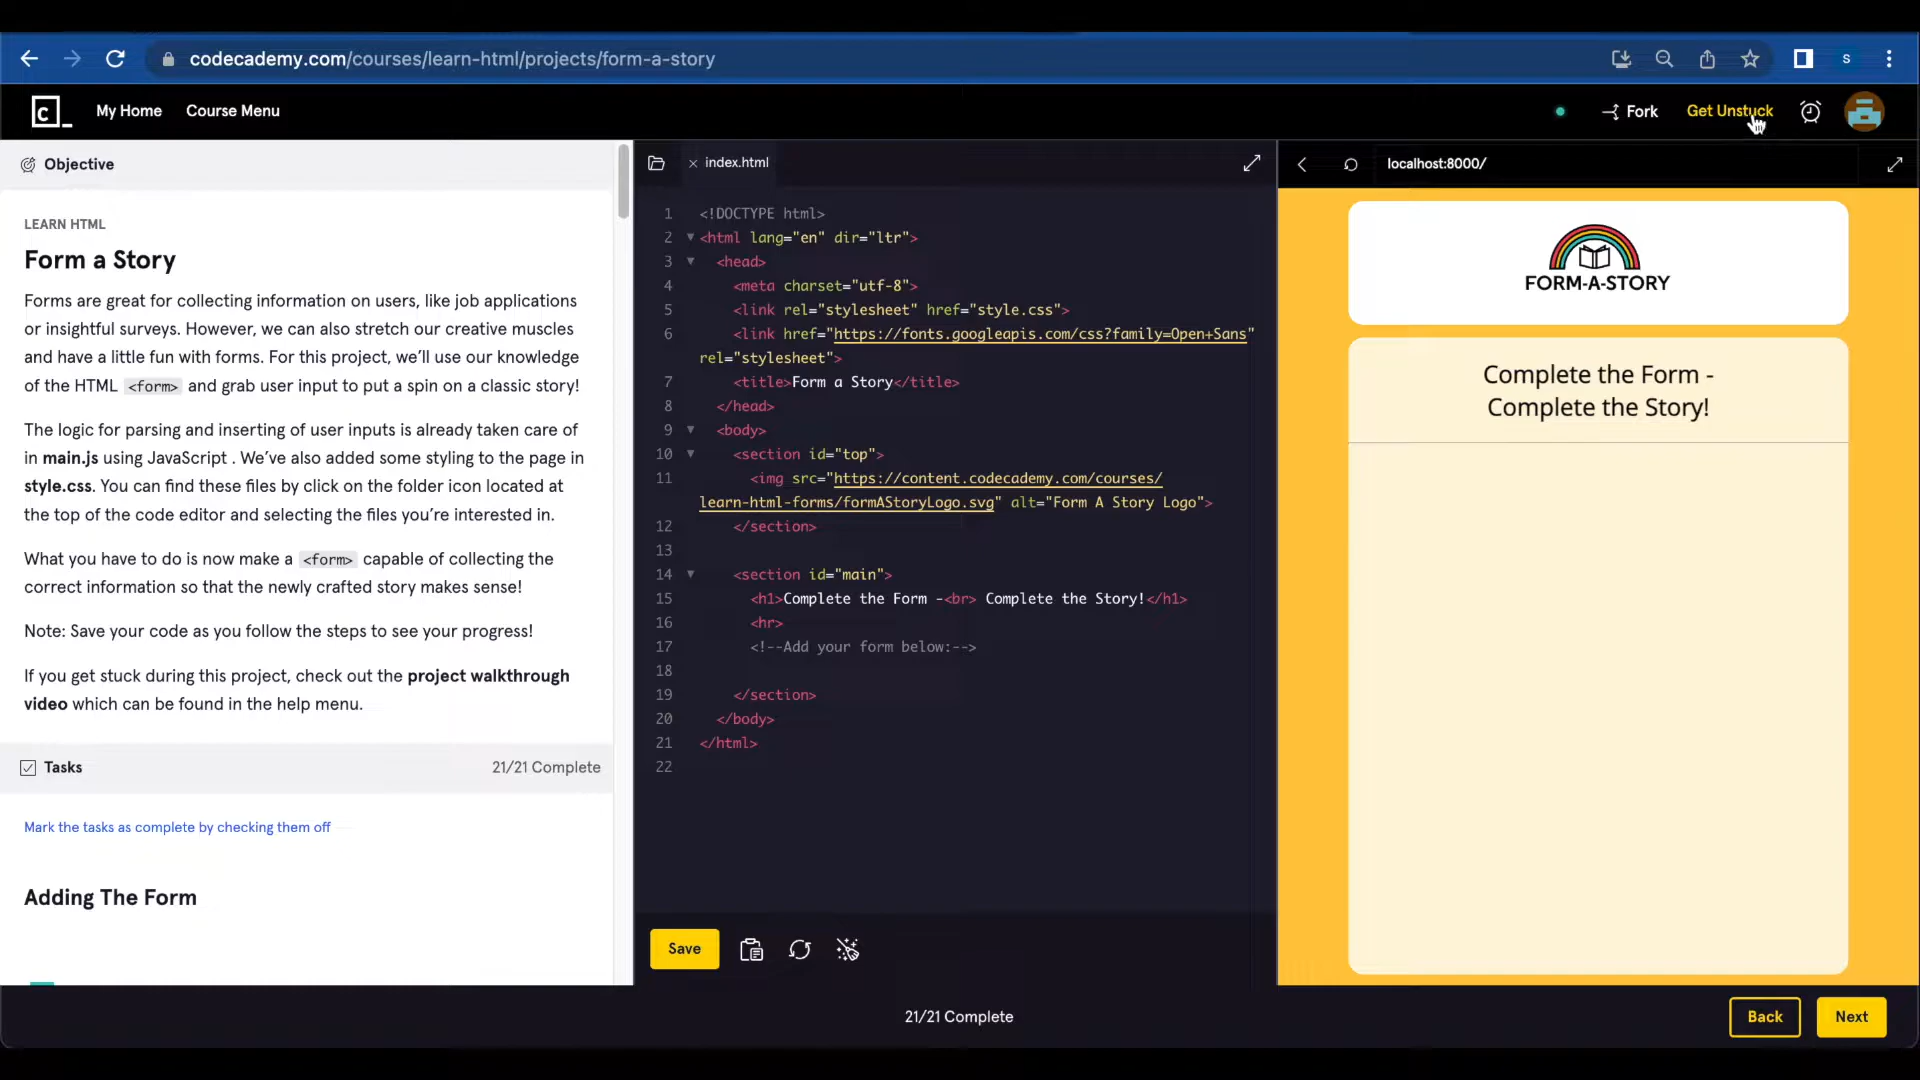 codecademy.com/courses/learn-html/projects/form-a-story
s
c_
My Home
Course Menu
Fork
Get Unstuck
Objective
LEARN HTML
Form a Story
Forms are great for collecting information on users, like job applications
or insightful surveys. However, we can also stretch our creative muscles
and have a little fun with forms. For this project, we'll use our knowledge
of the HTML <form> and grab user input to put a spin on a classic story!
The logic for parsing and inserting of user inputs is already taken care of
in main.js using JavaScript . We've also added some styling to the page in
style.css. You can find these files by click on the folder icon located at
the top of the code editor and selecting the files you're interested in.
What you have to do is now make a <form> capable of collecting the
correct information so that the newly crafted story makes sense!
Note: Save your code as you follow the steps to see your progress!
If you get stuck during this project, check out the project walkthrough
video which can be found in the help menu.
Tasks
21/21 Complete
Mark the tasks as complete by checking them off
Adding The Form
index.html
1 <!DOCTYPE html>
2 <html lang="en" dir="ltr">
3 <head>
4 <meta charset="utf-8">
5 <link rel="stylesheet" href="style.css">
6 <link href="https://fonts.googleapis.com/css?family=Open+Sans"
rel="stylesheet">
7 <title>Form a Story</title>
8 </head>
9 <body>
10 <section id="top">
11 <img src="https://content.codecademy.com/courses/
learn-html-forms/formAStoryLogo.svg" alt="Form A Story Logo">
12 </section>
13
14 <section id="main">
15 <h1>Complete the Form -<br> Complete the Story!</h1>
16 <hr>
17 <!--Add your form below:-->
18
19 </section>
20 </body>
21 </html>
22
Save
localhost:8000/
FORM-A-STORY
Complete the Form -
Complete the Story!
21/21 Complete
Back
Next